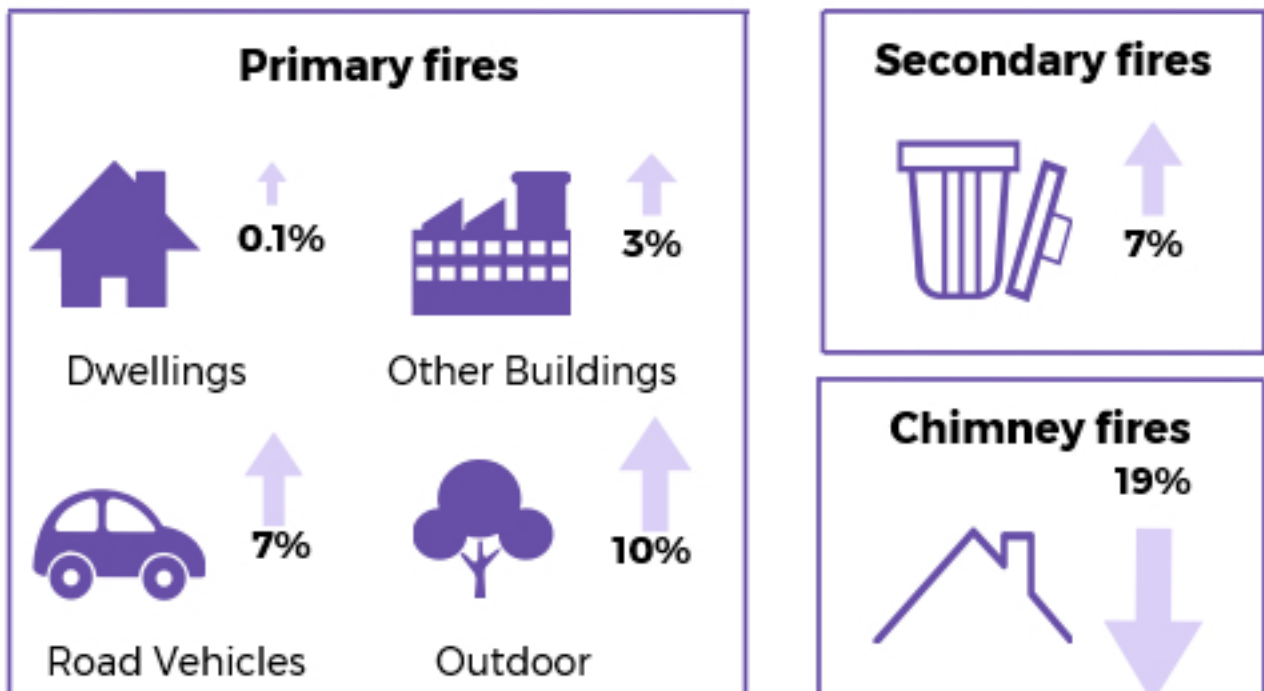 Primary fires
0.1%
3%
Dwellings
Other Buildings
7%
10%
Road Vehicles
Outdoor
Secondary fires
7%
Chimney fires
19%